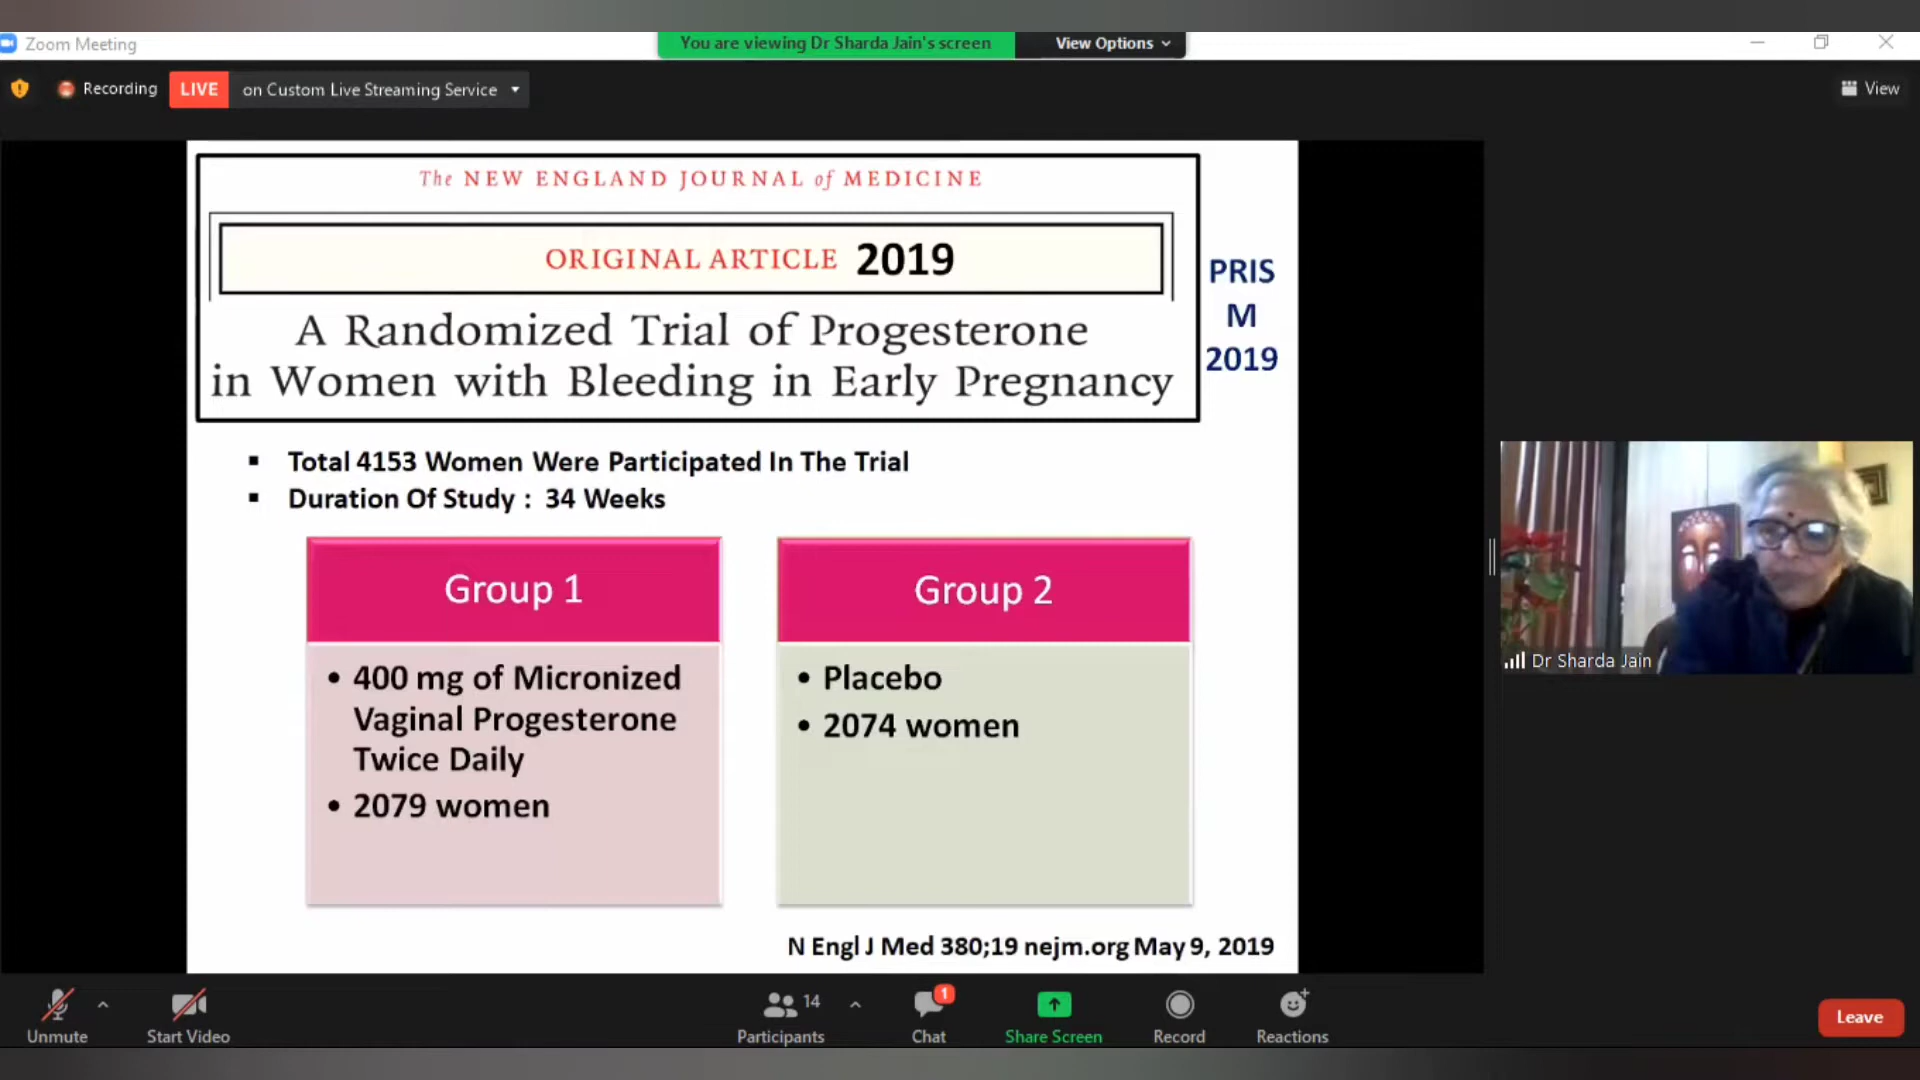 Zoom Meeting
You are viewing Dr Sharda Jain's screen
View Options
Recording
LIVE
on Custom Live Streaming Service
View
The NEW ENGLAND JOURNAL of MEDICINE
ORIGINAL ARTICLE 2019
A Randomized Trial of Progesterone
in Women with Bleeding in Early Pregnancy
PRIS
M
2019
▪ Total 4153 Women Were Participated In The Trial
▪ Duration Of Study : 34 Weeks
Group 1
• 400 mg of Micronized
Vaginal Progesterone
Twice Daily
• 2079 women
Group 2
• Placebo
• 2074 women
N Engl J Med 380;19 nejm.org May 9, 2019
Dr Sharda Jain
Unmute
Start Video
14
Participants
1
Chat
Share Screen
Record
Reactions
Leave